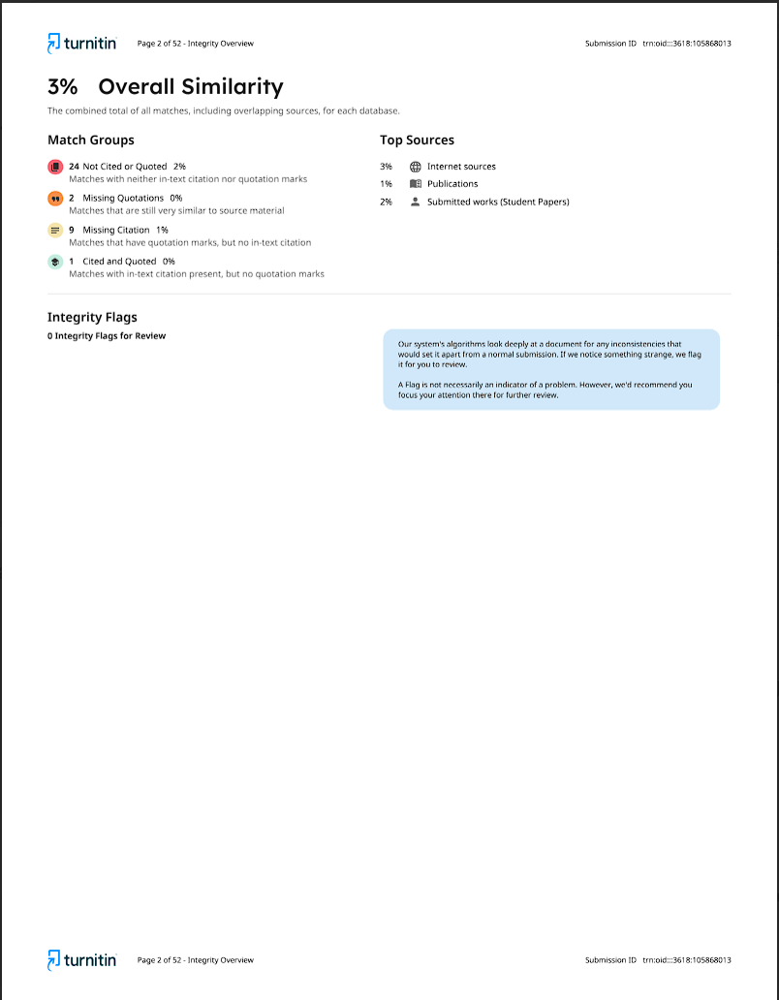 turnitin Page 2 of 52 - Integrity Overview Submission ID trn:oid:::3618:105868013
3% Overall Similarity
The combined total of all matches, including overlapping sources, for each database.
Match Groups
24 Not Cited or Quoted 2%
Matches with neither in-text citation nor quotation marks
2 Missing Quotations 0%
Matches that are still very similar to source material
9 Missing Citation 1%
Matches that have quotation marks, but no in-text citation
1 Cited and Quoted 0%
Matches with in-text citation present, but no quotation marks
Top Sources
3% Internet sources
1% Publications
2% Submitted works (Student Papers)
Integrity Flags
0 Integrity Flags for Review
Our system's algorithms look deeply at a document for any inconsistencies that
would set it apart from a normal submission. If we notice something strange, we flag
it for you to review.
A Flag is not necessarily an indicator of a problem. However, we'd recommend you
focus your attention there for further review.
turnitin Page 2 of 52 - Integrity Overview Submission ID trn:oid:::3618:105868013